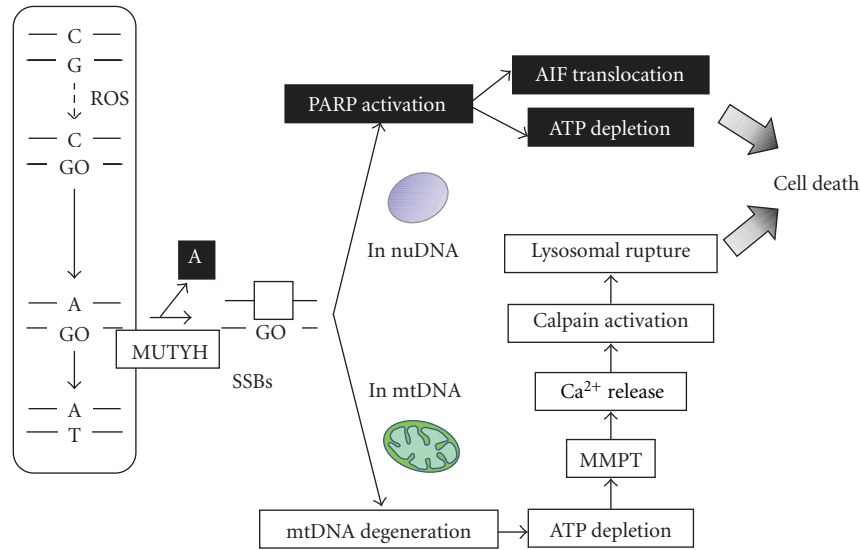 C
G
ROS
C
GO
A
GO
MUTYH
A
T
A
GO
SSBs
PARP activation
AIF translocation
ATP depletion
Cell death
In nuDNA
Lysosomal rupture
Calpain activation
In mtDNA
Ca²⁺ release
MMPT
mtDNA degeneration
ATP depletion